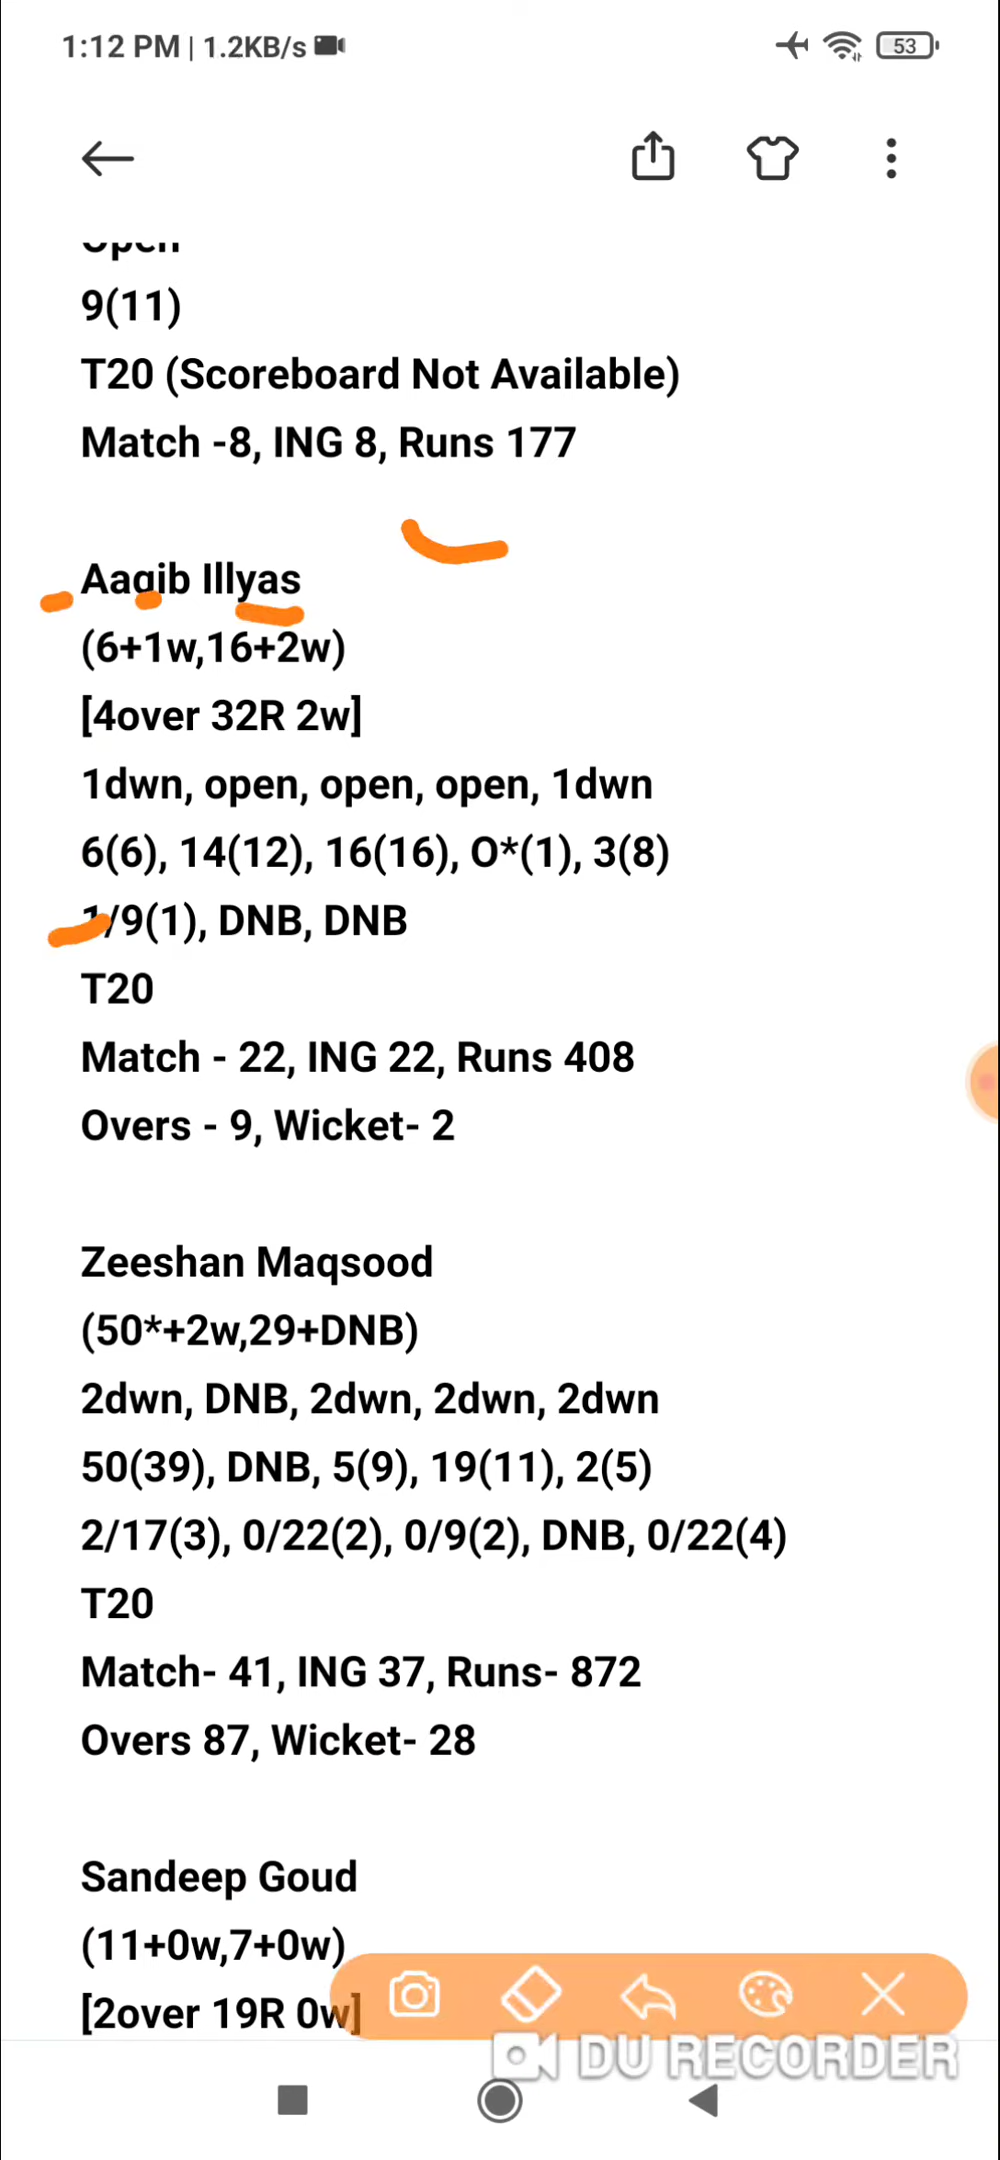 1:12 PM | 1.2KB/s
53
Open
9(11)
T20 (Scoreboard Not Available)
Match -8, ING 8, Runs 177
Aaqib Illyas
(6+1w,16+2w)
[4over 32R 2w]
1dwn, open, open, open, 1dwn
6(6), 14(12), 16(16), O*(1), 3(8)
1/9(1), DNB, DNB
T20
Match - 22, ING 22, Runs 408
Overs - 9, Wicket- 2
Zeeshan Maqsood
(50*+2w,29+DNB)
2dwn, DNB, 2dwn, 2dwn, 2dwn
50(39), DNB, 5(9), 19(11), 2(5)
2/17(3), 0/22(2), 0/9(2), DNB, 0/22(4)
T20
Match- 41, ING 37, Runs- 872
Overs 87, Wicket- 28
Sandeep Goud
(11+0w,7+0w)
[2over 19R 0w]
DU RECORDER